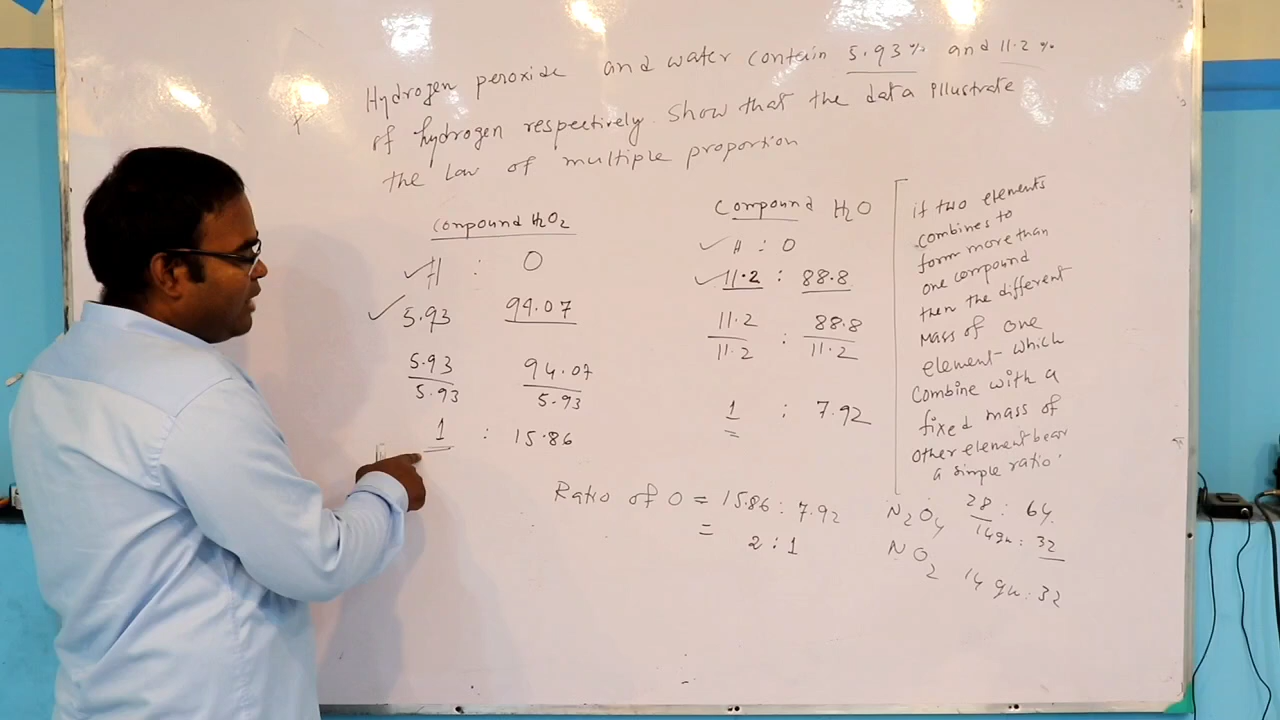 Hydrogen peroxide and water contain 5.93% and 11.2%
of hydrogen respectively. Show that the data illustrate
the law of multiple proportion
Compound H2O2
H : O
5.93 94.07
5.93 94.07
5.93 5.93
1 : 15.86
Compound H2O
H : O
11.2 : 88.8
11.2 : 88.8
11.2 11.2
1 : 7.92
Ratio of O = 15.86 : 7.92
= 2 : 1
if two elements
combines to
form more than
one compound
then the different
mass of one
element which
combine with a
fixed mass of
other element bear
a simple ratio.
N2O4 28 : 64
14gm : 32
NO2 14 gm : 32